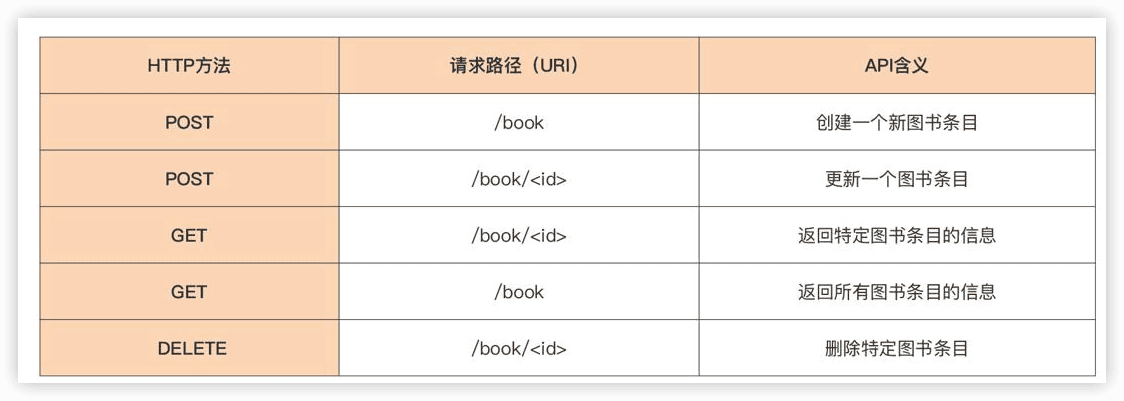 HTTP方法 请求路径（URI） API含义
POST /book 创建一个新图书条目
POST /book/<id> 更新一个图书条目
GET /book/<id> 返回特定图书条目的信息
GET /book 返回所有图书条目的信息
DELETE /book/<id> 删除特定图书条目